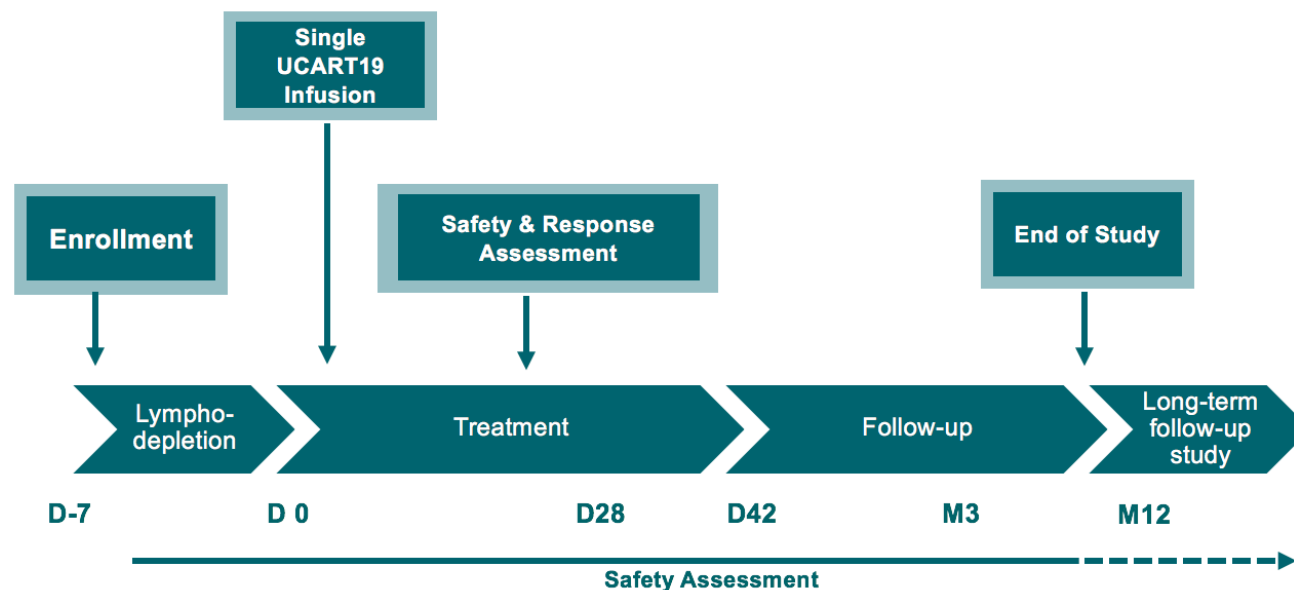 Single
UCART19
Infusion
Enrollment
Safety & Response
Assessment
End of Study
Lympho-
depletion
Treatment
Follow-up
Long-term
follow-up
study
D-7
D 0
D28
D42
M3
M12
Safety Assessment